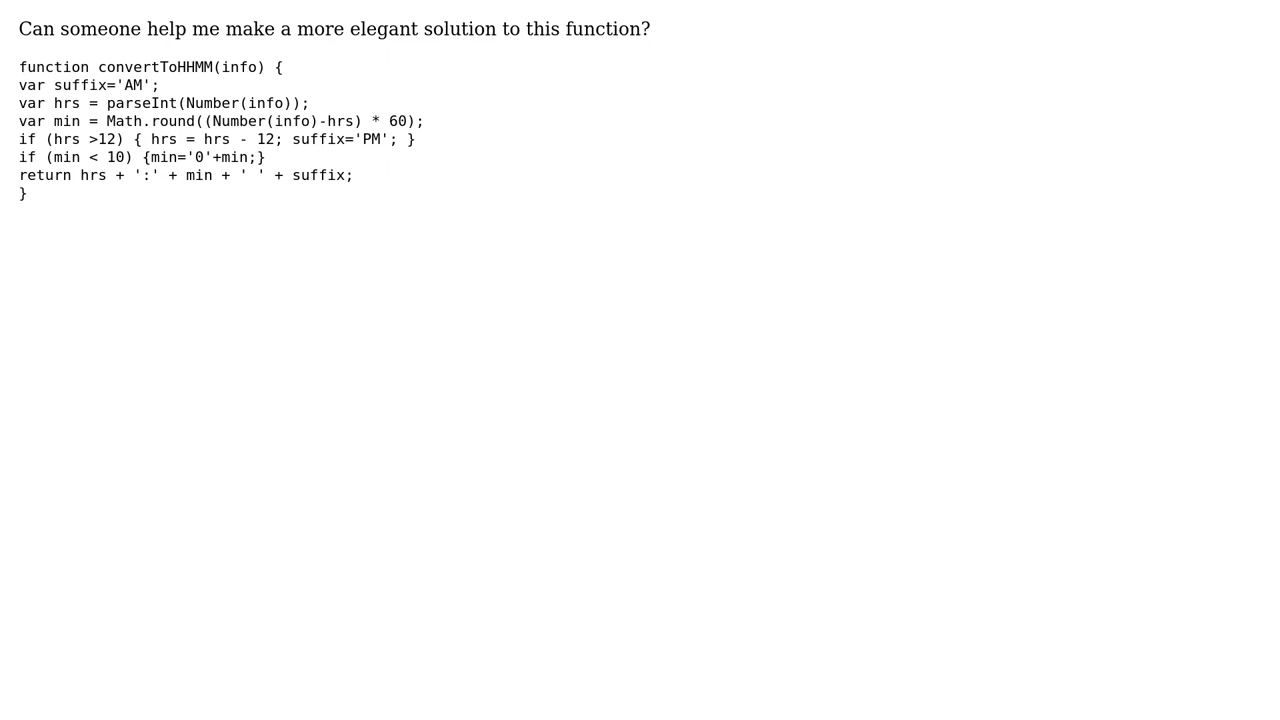 Can someone help me make a more elegant solution to this function?
function convertToHHMM(info) {
var suffix='AM';
var hrs = parseInt(Number(info));
var min = Math.round((Number(info)-hrs) * 60);
if (hrs >12) { hrs = hrs - 12; suffix='PM'; }
if (min < 10) {min='0'+min;}
return hrs + ':' + min + ' ' + suffix;
}